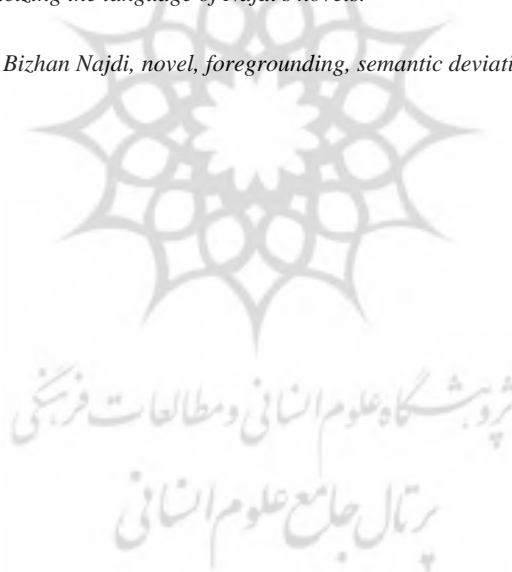 the language of Najdi's novels.
Bizhan Najdi, novel, foregrounding, semantic deviati
پژوهشگاه علوم انسانی و مطالعات فرهنگی
پرتال جامع علوم انسانی